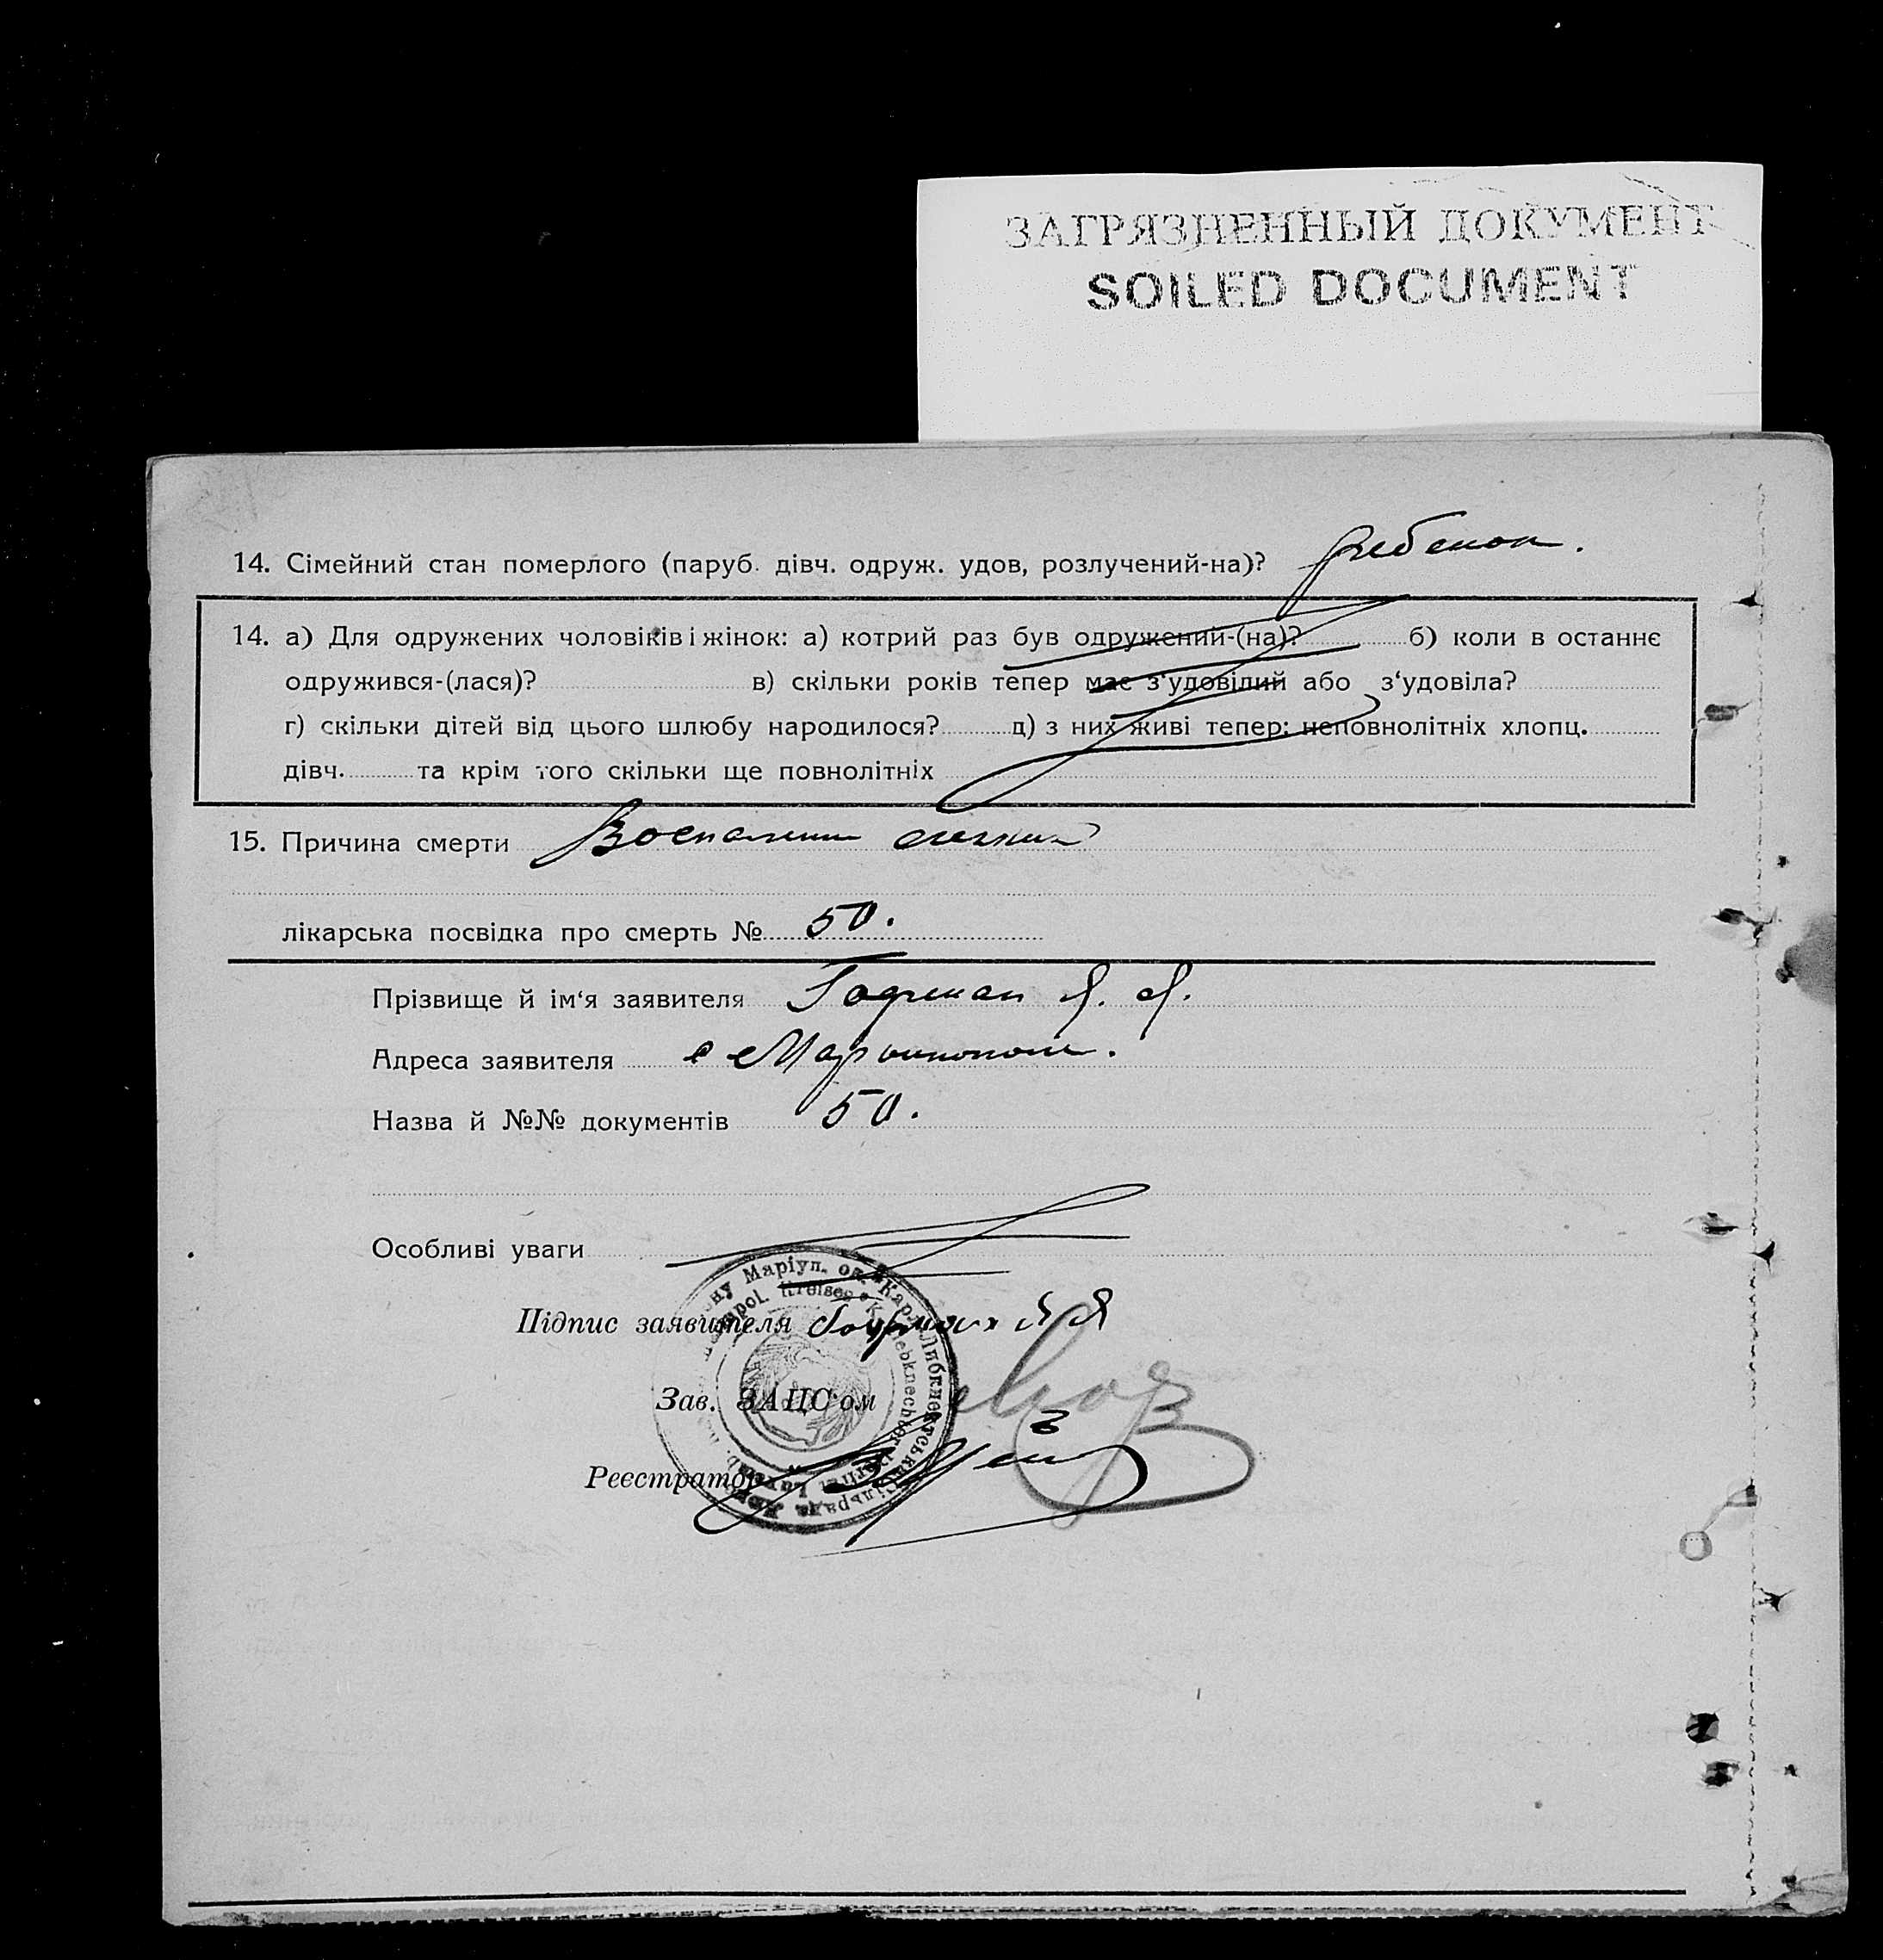 ЗАГРЯЗНЕННЫЙ ДОКУМЕНТ
SOILED DOCUMENT
14. Сімейний стан померлого (паруб. дівч. одруж. удов, розлучений-на)? ребенок.
14. а) Для одружених чоловіків і жінок: а) котрий раз був одружений-(на)? б) коли в останнє
одружився-(лася)? в) скільки років тепер має з‘удовілий або з‘удовіла?
г) скільки дітей від цього шлюбу народилося? д) з них живі тепер: неповнолітніх хлопц.
дівч. та крім того скільки ще повнолітніх
15. Причина смерти Воспаление легких
лікарська посвідка про смерть № 50.
Прізвище й ім‘я заявителя Гофман Я. Я.
Адреса заявителя с Мариинполь.
Назва й №№ документів 50.
Особливі уваги
Підпис заявителя Гофман Я Я
Зав. ЗАЦС‘ом
Реєстратор